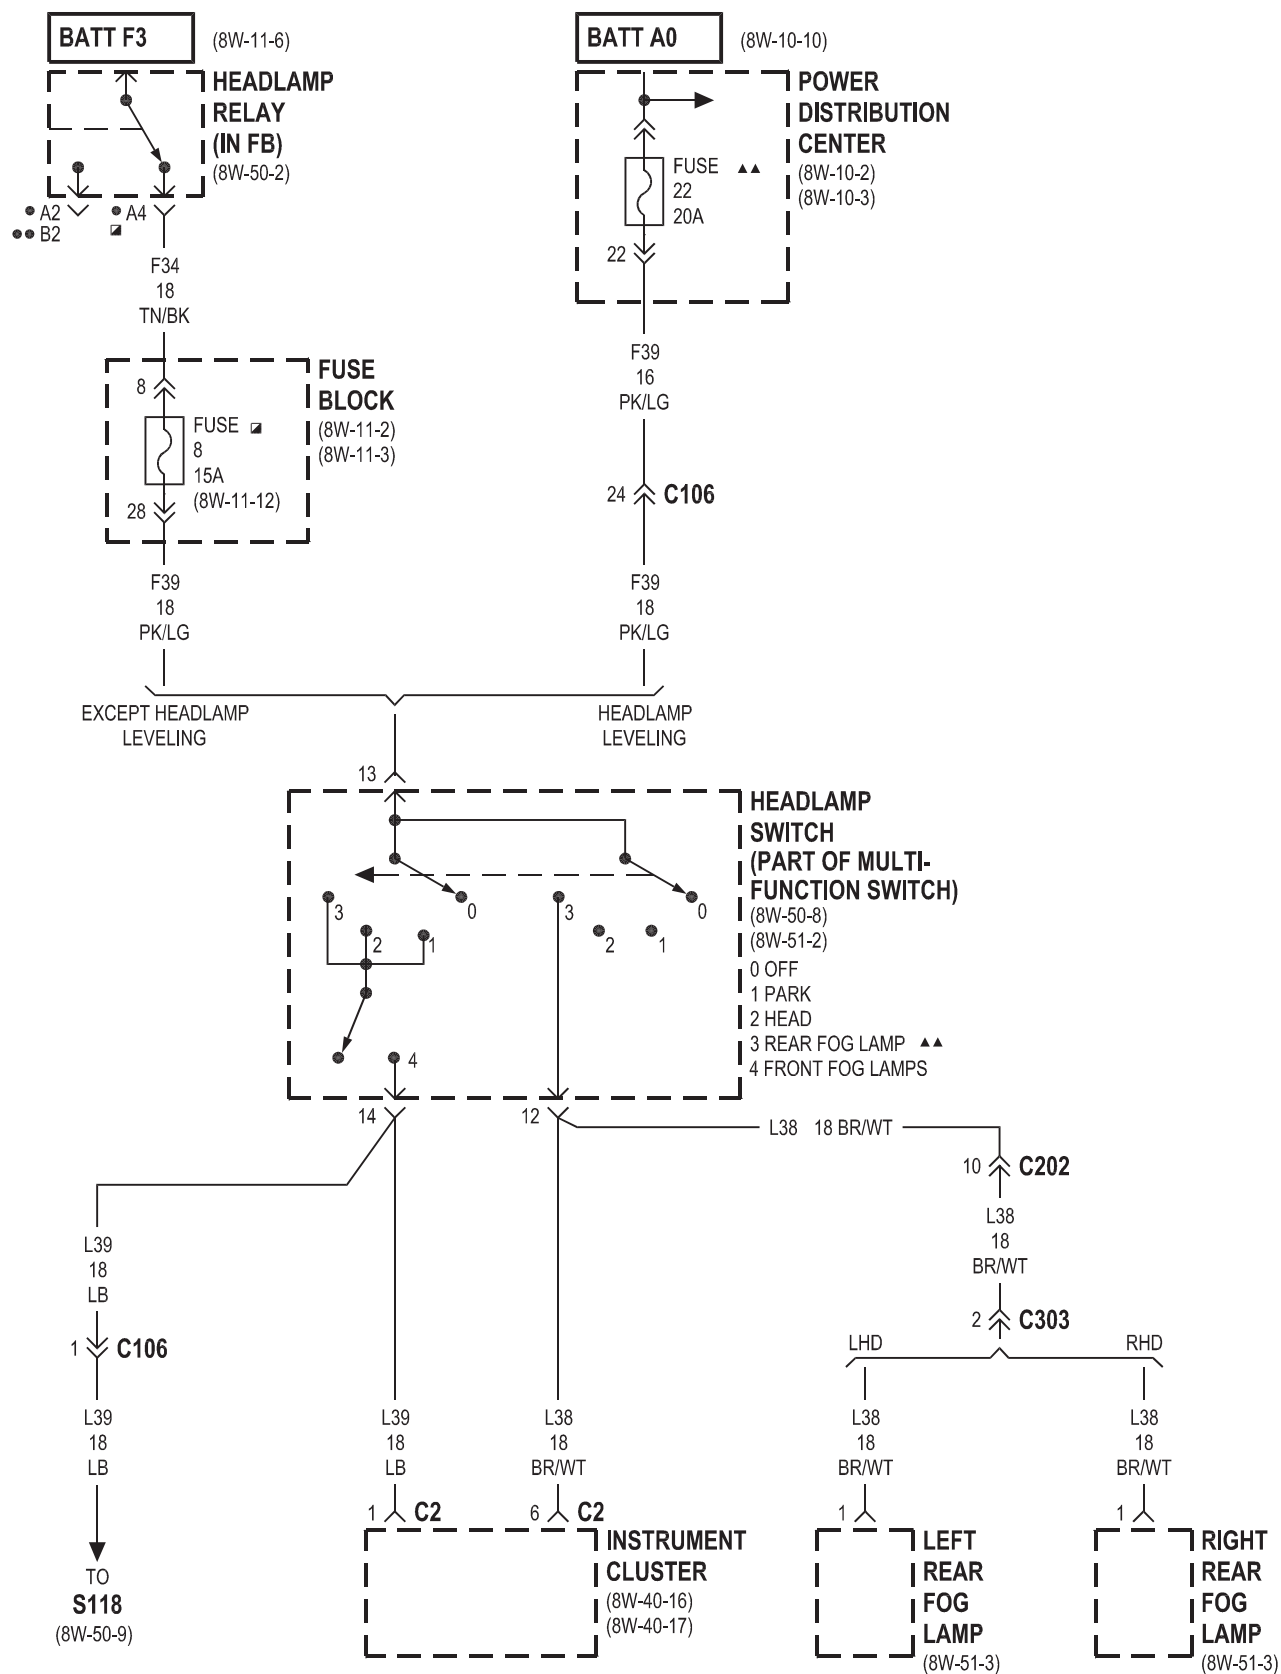 BATT F3
(8W-11-6)
BATT A0
(8W-10-10)
HEADLAMP
RELAY
(IN FB)
(8W-50-2)
POWER
DISTRIBUTION
CENTER
(8W-10-2)
(8W-10-3)
FUSE ▲▲
22
20A
22
● A2
●● B2
● A4
F34
18
TN/BK
F39
16
PK/LG
FUSE
BLOCK
(8W-11-2)
(8W-11-3)
8
FUSE
8
15A
(8W-11-12)
28
24
C106
F39
18
PK/LG
F39
18
PK/LG
EXCEPT HEADLAMP
LEVELING
HEADLAMP
LEVELING
13
HEADLAMP
SWITCH
(PART OF MULTI-
FUNCTION SWITCH)
(8W-50-8)
(8W-51-2)
0 OFF
1 PARK
2 HEAD
3 REAR FOG LAMP ▲▲
4 FRONT FOG LAMPS
3
0
3
0
2
1
2
1
4
14
12
L38 18 BR/WT
10
C202
L38
18
BR/WT
2
C303
LHD
RHD
L39
18
LB
1
C106
L39
18
LB
L39
18
LB
L38
18
BR/WT
L38
18
BR/WT
L38
18
BR/WT
1
C2
6
C2
1
1
TO
S118
(8W-50-9)
INSTRUMENT
CLUSTER
(8W-40-16)
(8W-40-17)
LEFT
REAR
FOG
LAMP
(8W-51-3)
RIGHT
REAR
FOG
LAMP
(8W-51-3)